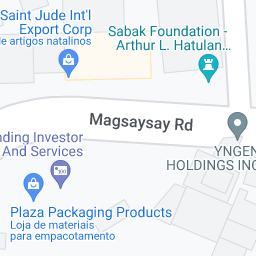 Saint Jude Int'l
Export Corp
de artigos natalinos
Sabak Foundation -
Arthur L. Hatulan...
Magsaysay Rd
YNGEN
HOLDINGS INC
nding Investor
And Services
Plaza Packaging Products
Loja de materiais
para empacotamento